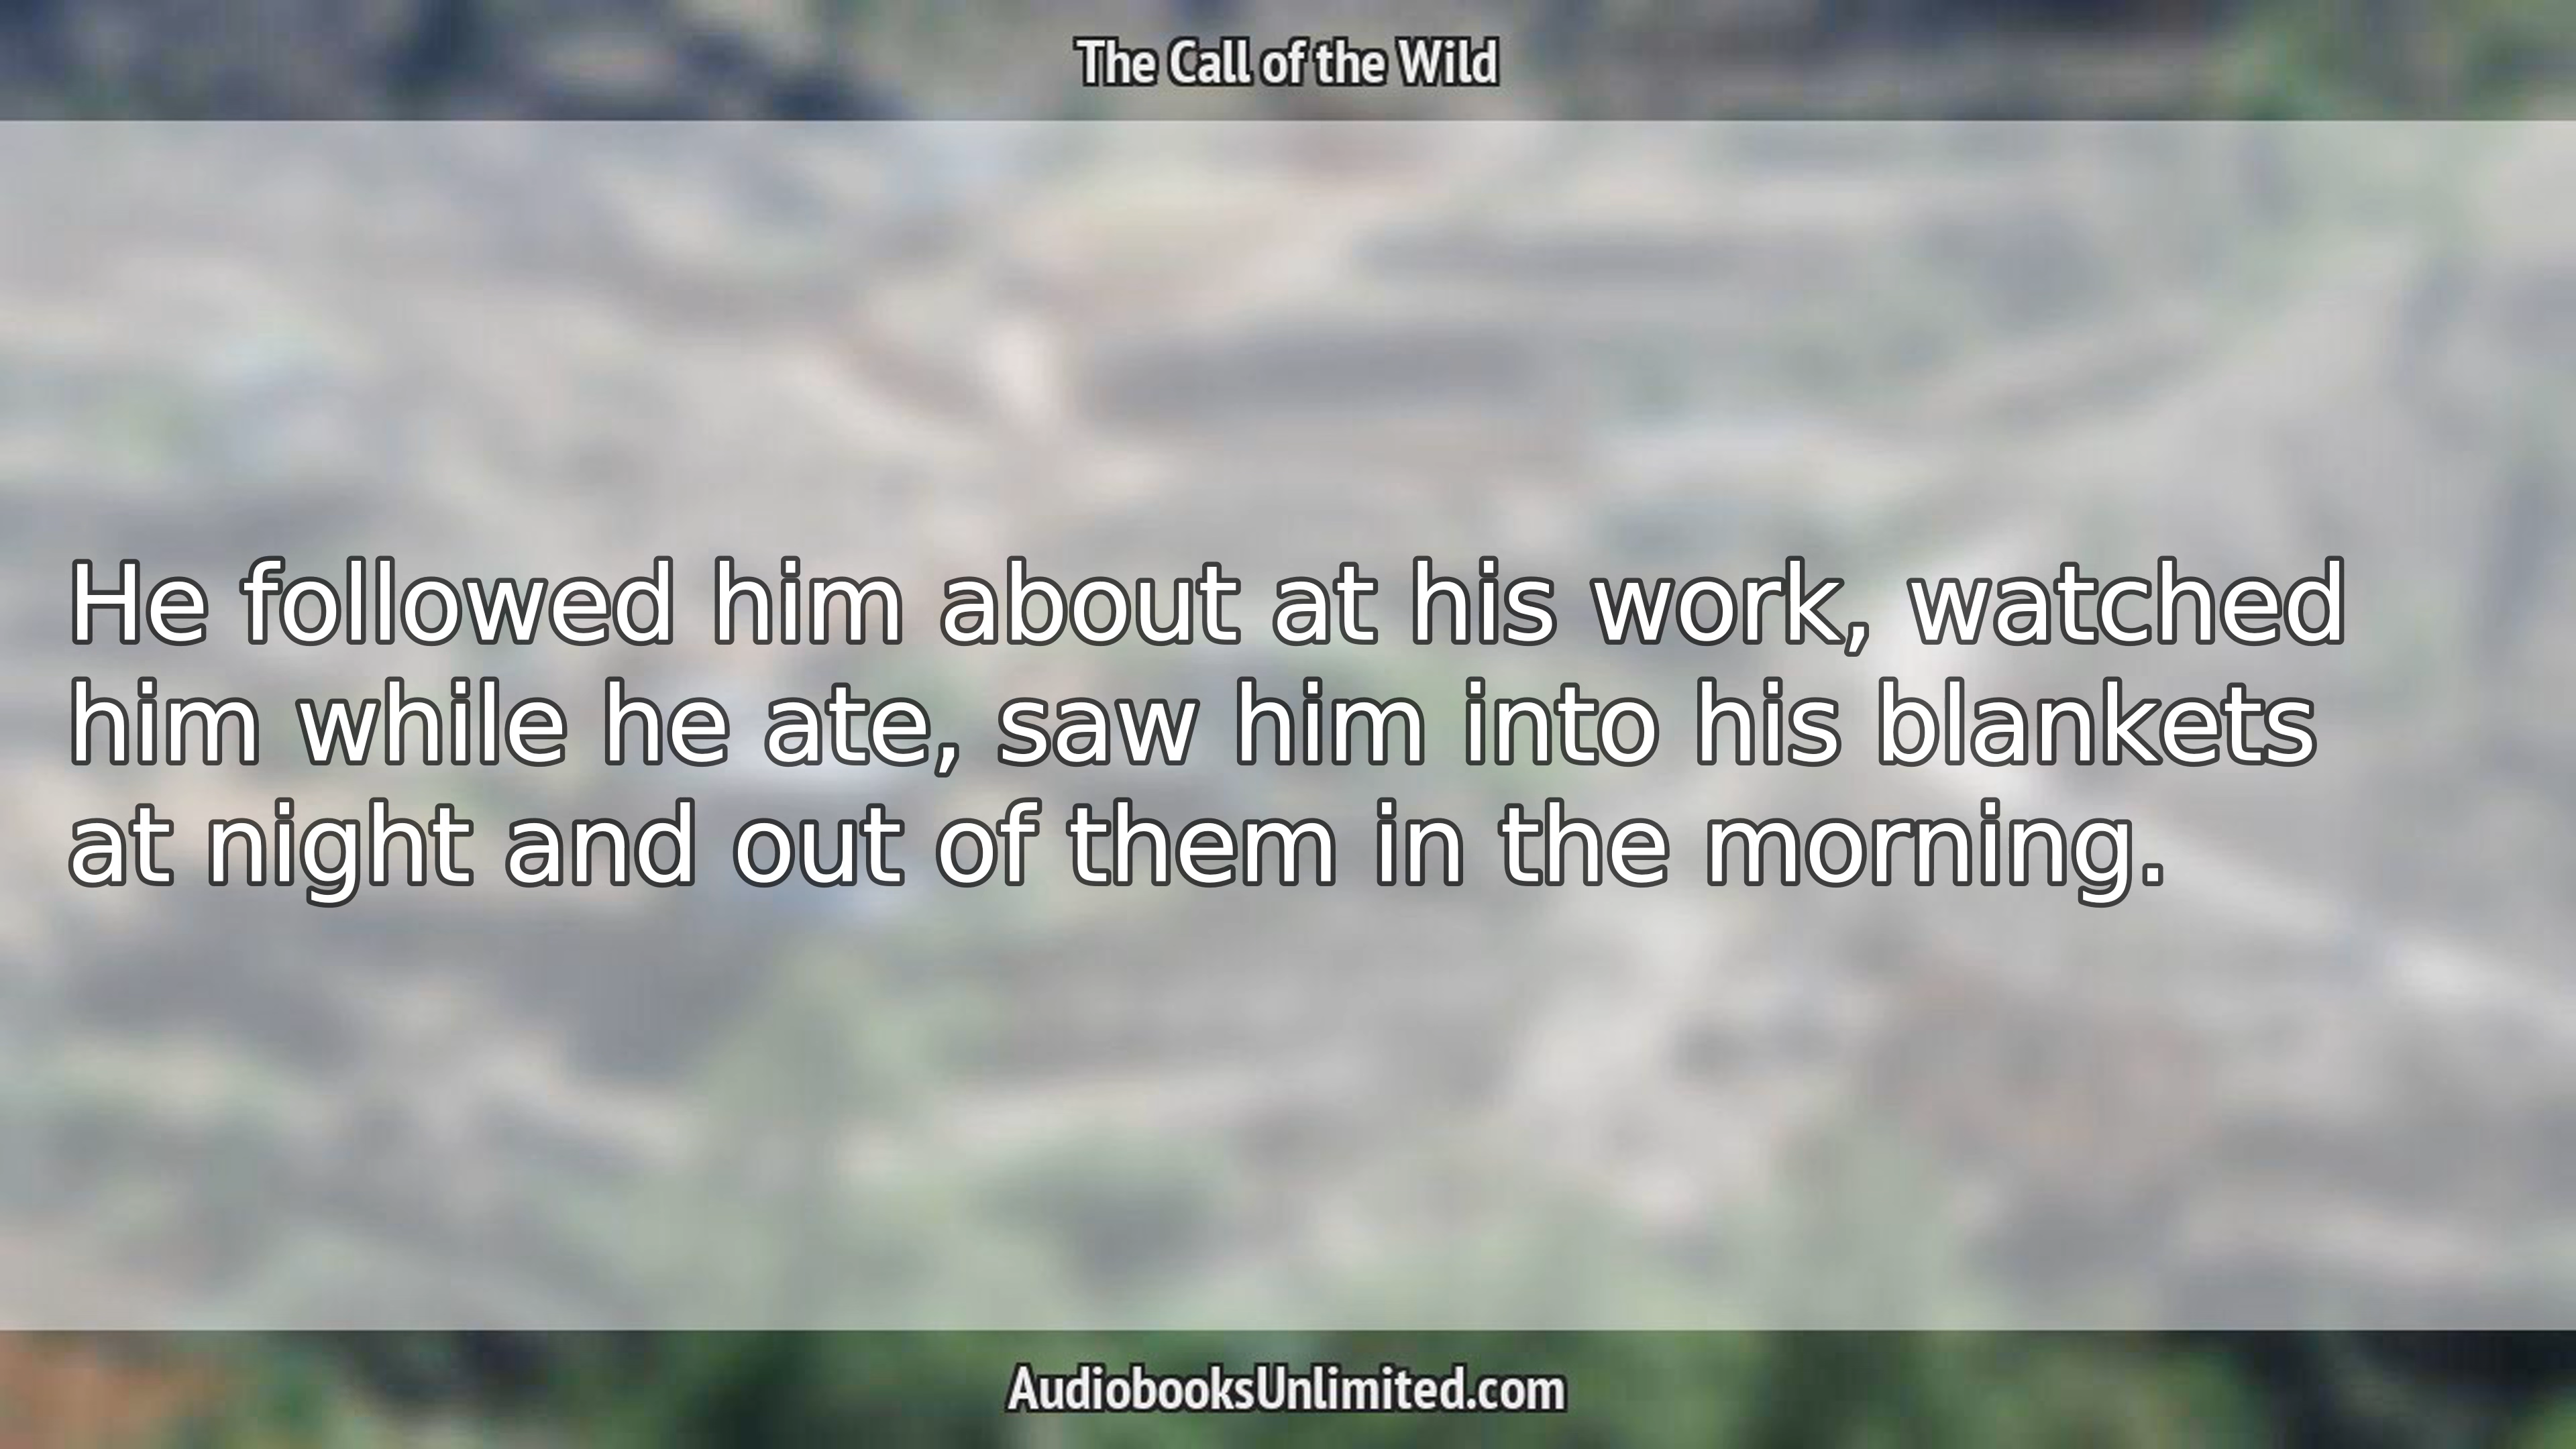 The Call of the Wild
He followed him about at his work, watched
him while he ate, saw him into his blankets
at night and out of them in the morning.
AudiobooksUnlimited.com